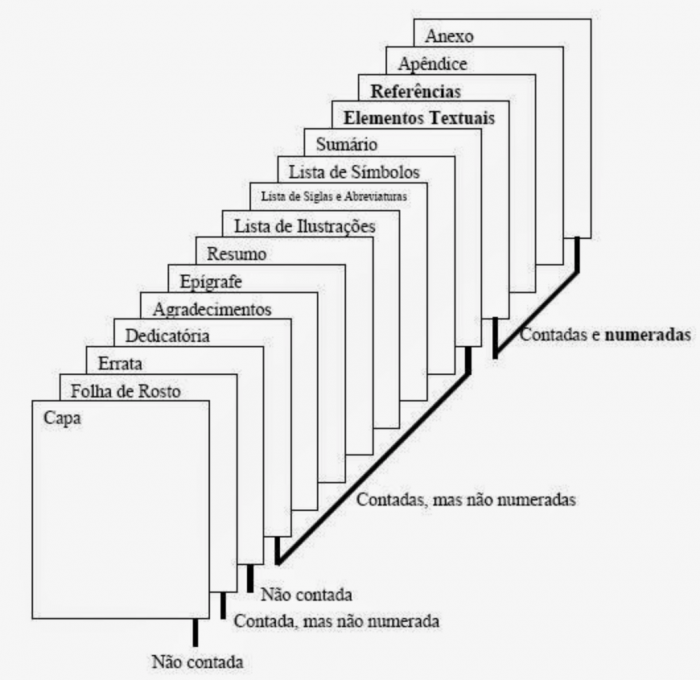 Anexo
Apêndice
Referências
Elementos Textuais
Sumário
Lista de Símbolos
Lista de Siglas e Abreviaturas
Lista de Ilustrações
Resumo
Epígrafe
Agradecimentos
Dedicatória
Errata
Folha de Rosto
Capa
Contadas e numeradas
Contadas, mas não numeradas
Não contada
Contada, mas não numerada
Não contada